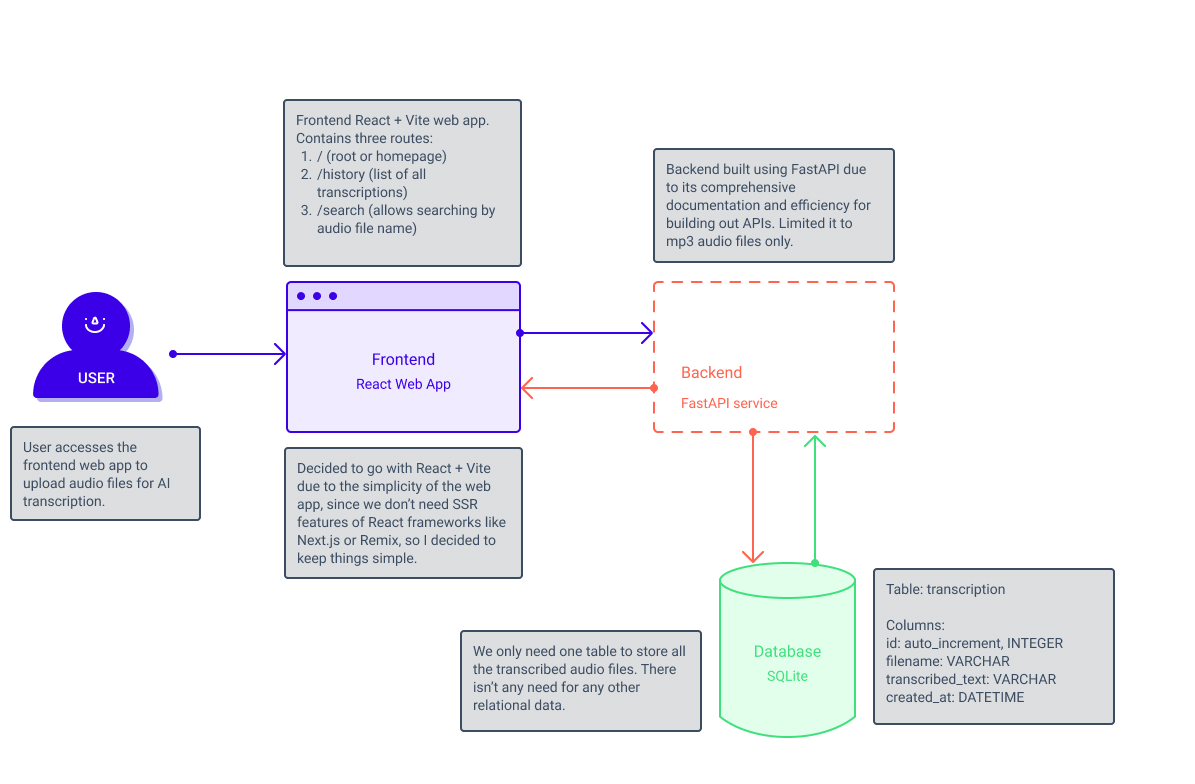 Frontend React + Vite web app.
Contains three routes:
1. / (root or homepage)
2. /history (list of all
transcriptions)
3. /search (allows searching by
audio file name)
Backend built using FastAPI due
to its comprehensive
documentation and efficiency for
building out APIs. Limited it to
mp3 audio files only.
USER
Frontend
React Web App
Backend
FastAPI service
User accesses the
frontend web app to
upload audio files for AI
transcription.
Decided to go with React + Vite
due to the simplicity of the web
app, since we don’t need SSR
features of React frameworks like
Next.js or Remix, so I decided to
keep things simple.
We only need one table to store all
the transcribed audio files. There
isn’t any need for any other
relational data.
Database
SQLite
Table: transcription
Columns:
id: auto_increment, INTEGER
filename: VARCHAR
transcribed_text: VARCHAR
created_at: DATETIME